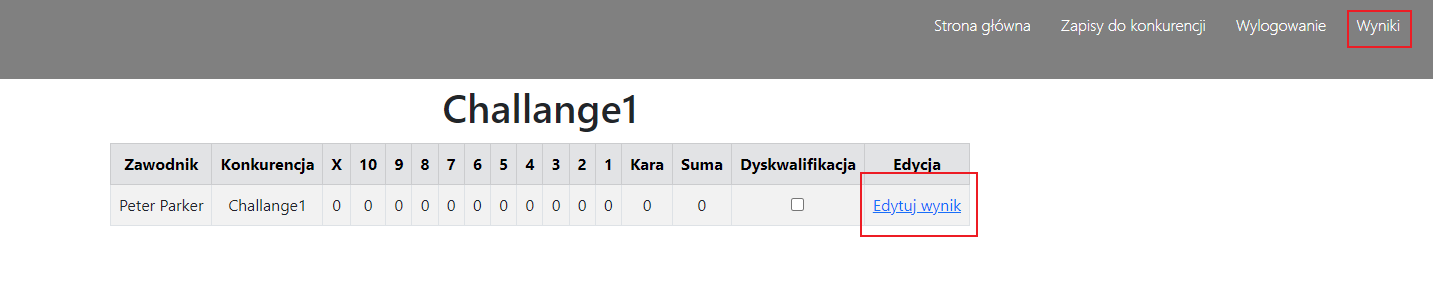 Strona główna Zapisy do konkurencji Wylogowanie Wyniki
Challange1
Zawodnik Konkurencja X 10 9 8 7 6 5 4 3 2 1 Kara Suma Dyskwalifikacja Edycja
Peter Parker Challange1 0 0 0 0 0 0 0 0 0 0 0 0 0 Edytuj wynik